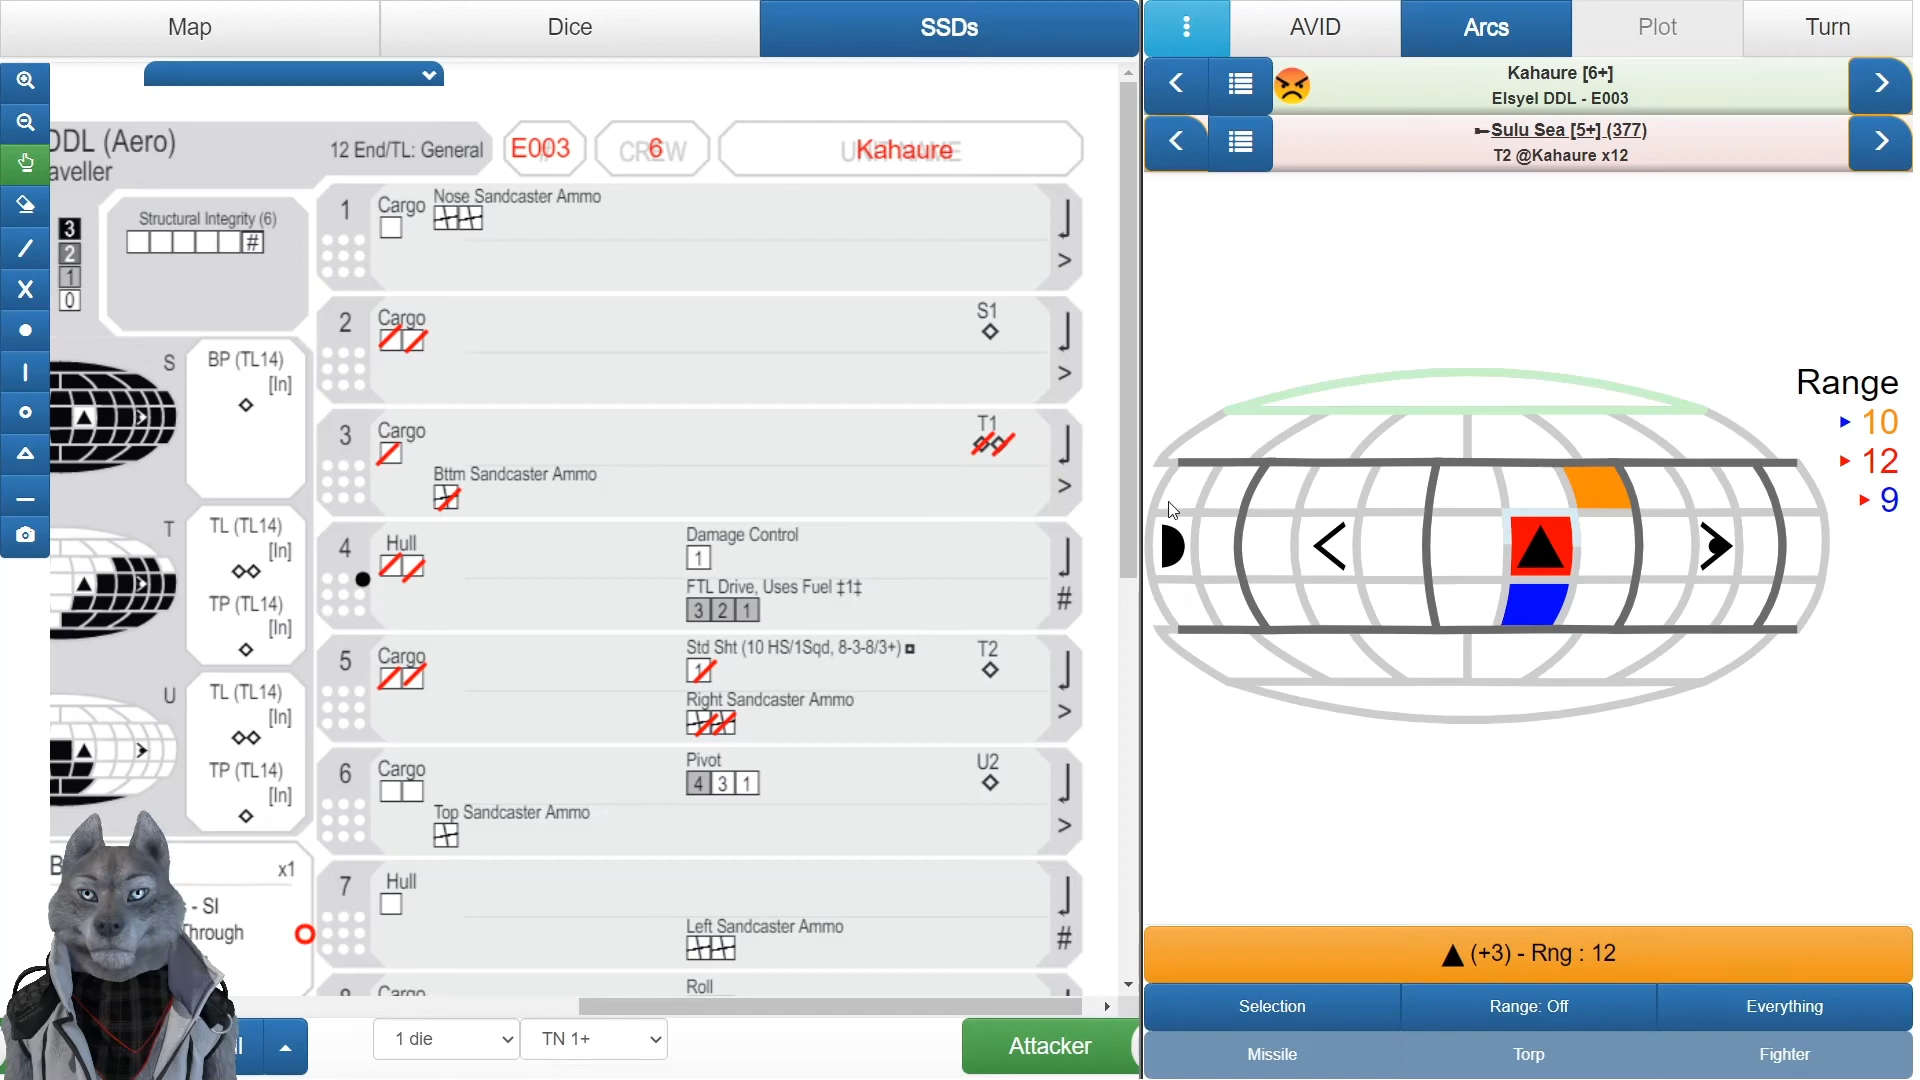 Map
Dice
SSDs
AVID
Arcs
Plot
Turn
Kahaure [6+]
Elsyel DDL - E003
Sulu Sea [5+] (377)
T2 @Kahaure x12
DDL (Aero)
aveller
12 End/TL: General
E003
CREW
6
Kahaure
3
2
1
0
Structural Integrity (6)
#
1
Cargo
Nose Sandcaster Ammo
>
2
Cargo
S1
>
3
Cargo
T1
Bttm Sandcaster Ammo
>
4
Hull
Damage Control
1
FTL Drive, Uses Fuel ‡1‡
3 2 1
#
5
Cargo
Std Sht (10 HS/1Sqd, 8-3-8/3+)
1
T2
Right Sandcaster Ammo
>
6
Cargo
Pivot
4 3 1
U2
Top Sandcaster Ammo
>
7
Hull
Left Sandcaster Ammo
#
Cargo
Roll
S
BP (TL14)
[In]
T
TL (TL14)
[In]
TP (TL14)
[In]
U
TL (TL14)
[In]
TP (TL14)
[In]
x1
- SI
Through
1 die
TN 1+
Attacker
Range
10
12
9
▲ (+3) - Rng : 12
Selection
Range: Off
Everything
Missile
Torp
Fighter